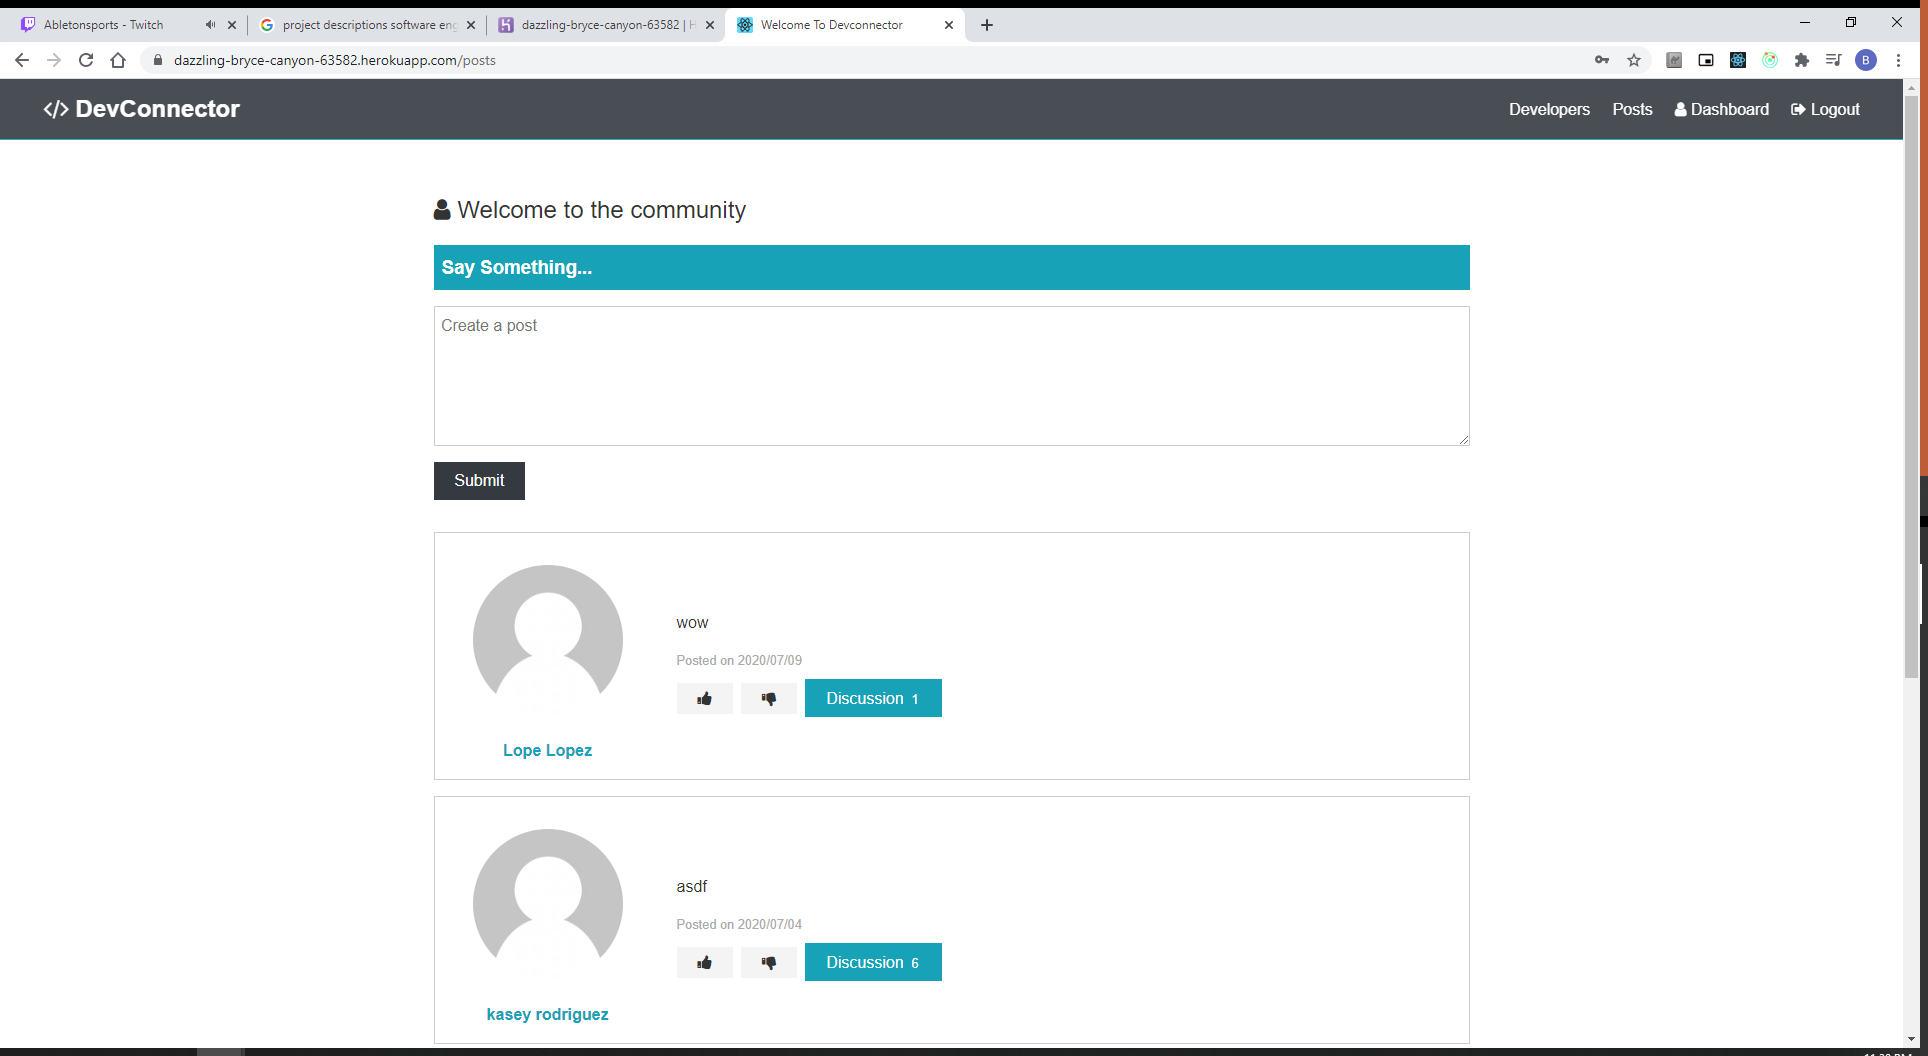 Abletonsports - Twitch
project descriptions software eng
dazzling-bryce-canyon-63582 | H
Welcome To Devconnector
dazzling-bryce-canyon-63582.herokuapp.com/posts
B
</> DevConnector
Developers Posts Dashboard Logout
Welcome to the community
Say Something...
Create a post
Submit
wow
Posted on 2020/07/09
Discussion 1
Lope Lopez
asdf
Posted on 2020/07/04
Discussion 6
kasey rodriguez